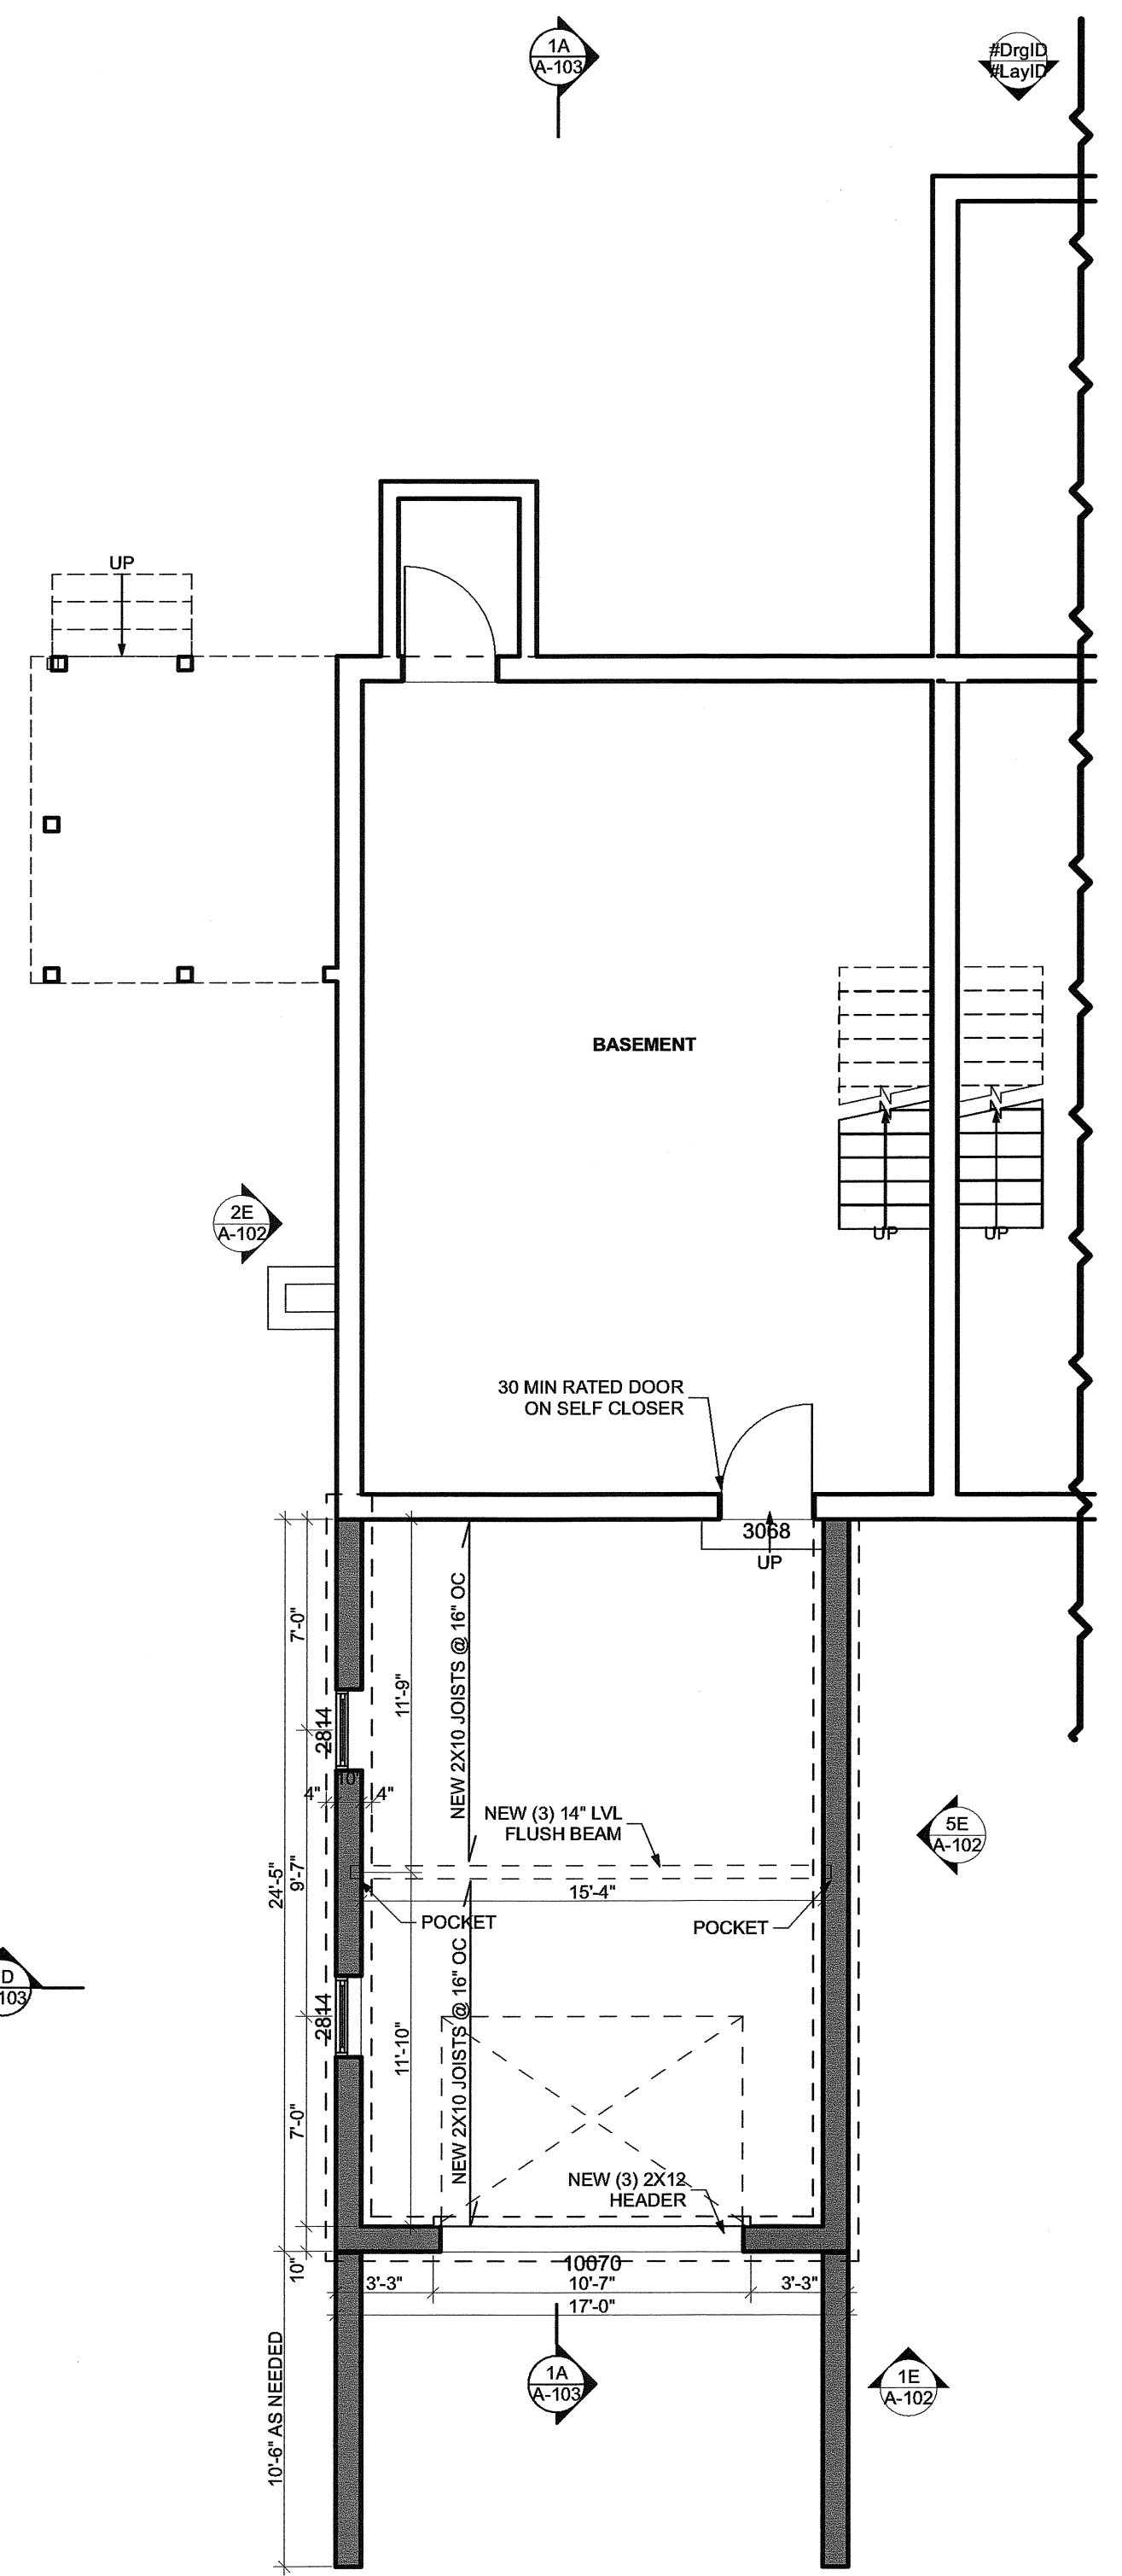 1A
A-103
#DrgID
#LayID
UP
BASEMENT
2E
A-102
UP
UP
30 MIN RATED DOOR
ON SELF CLOSER
3068
UP
7'-0"
11'-9"
NEW 2X10 JOISTS @ 16" OC
2814
10"
4"
4"
NEW (3) 14" LVL
FLUSH BEAM
5E
A-102
24'-5"
9'-7"
15'-4"
POCKET
POCKET
D
103
2814
11'-10"
NEW 2X10 JOISTS @ 16" OC
7'-0"
NEW (3) 2X12
HEADER
10070
10"
3'-3"
10'-7"
3'-3"
17'-0"
10'-6" AS NEEDED
1A
A-103
1E
A-102